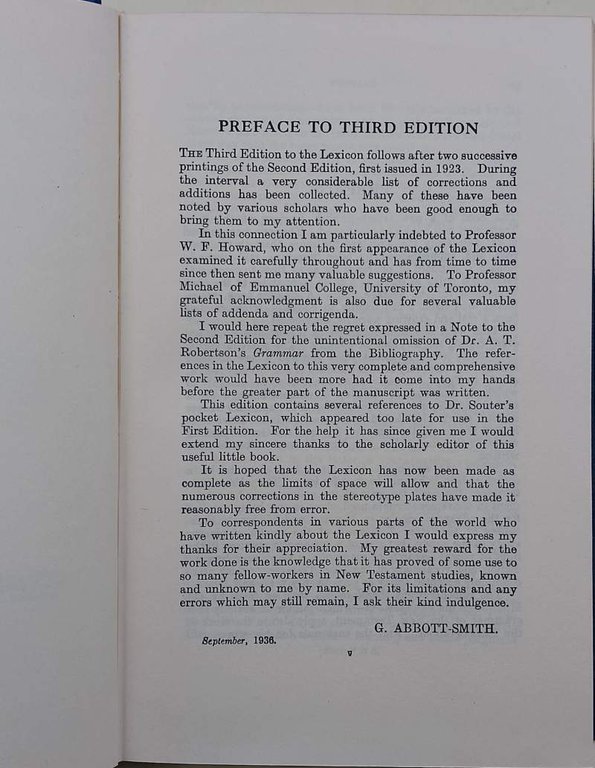 PREFACE TO THIRD EDITION
THE Third Edition to the Lexicon follows after two successive
printings of the Second Edition, first issued in 1923. During
the interval a very considerable list of corrections and
additions has been collected. Many of these have been
noted by various scholars who have been good enough to
bring them to my attention.
In this connection I am particularly indebted to Professor
W. F. Howard, who on the first appearance of the Lexicon
examined it carefully throughout and has from time to time
since then sent me many valuable suggestions. To Professor
Michael of Emmanuel College, University of Toronto, my
grateful acknowledgment is also due for several valuable
lists of addenda and corrigenda.
I would here repeat the regret expressed in a Note to the
Second Edition for the unintentional omission of Dr. A. T.
Robertson's Grammar from the Bibliography. The refer-
ences in the Lexicon to this very complete and comprehensive
work would have been more had it come into my hands
before the greater part of the manuscript was written.
This edition contains several references to Dr. Souter's
pocket Lexicon, which appeared too late for use in the
First Edition. For the help it has since given me I would
extend my sincere thanks to the scholarly editor of this
useful little book.
It is hoped that the Lexicon has now been made as
complete as the limits of space will allow and that the
numerous corrections in the stereotype plates have made it
reasonably free from error.
To correspondents in various parts of the world who
have written kindly about the Lexicon I would express my
thanks for their appreciation. My greatest reward for the
work done is the knowledge that it has proved of some use to
so many fellow-workers in New Testament studies, known
and unknown to me by name. For its limitations and any
errors which may still remain, I ask their kind indulgence.
G. ABBOTT-SMITH.
September, 1936.
v